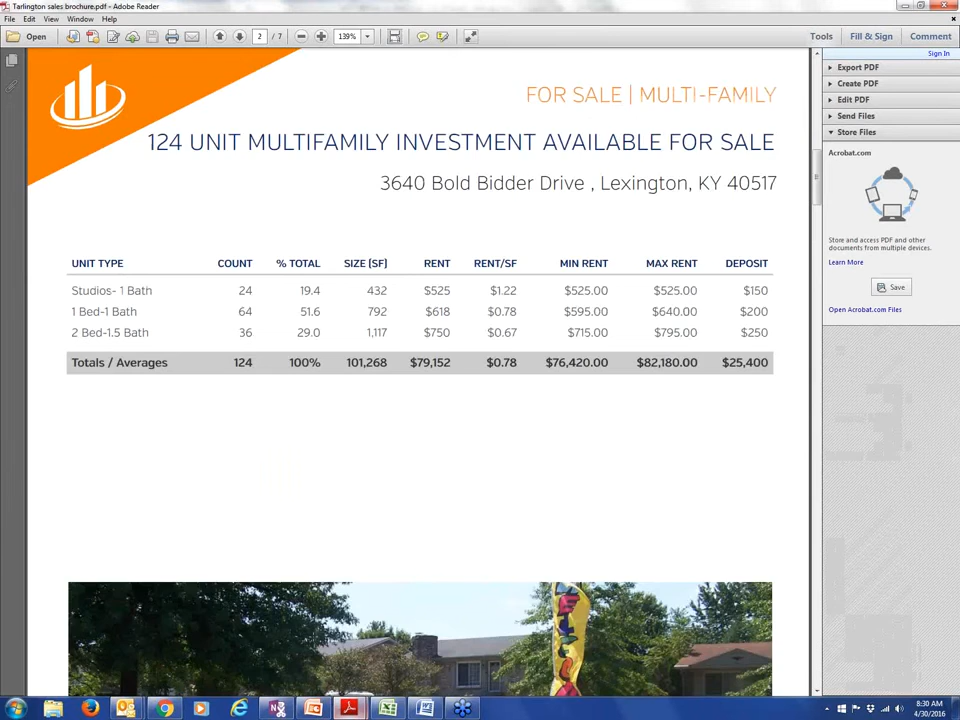 Tarlington sales brochure.pdf - Adobe Reader
File Edit View Window Help
Open 2 / 7 139% Tools Fill & Sign Comment
Sign In
Export PDF
Create PDF
Edit PDF
Send Files
Store Files
Acrobat.com
Store and access PDF and other
documents from multiple devices.
Learn More
Save
Open Acrobat.com Files
FOR SALE | MULTI-FAMILY
124 UNIT MULTIFAMILY INVESTMENT AVAILABLE FOR SALE
3640 Bold Bidder Drive , Lexington, KY 40517
UNIT TYPE COUNT % TOTAL SIZE (SF) RENT RENT/SF MIN RENT MAX RENT DEPOSIT
Studios- 1 Bath 24 19.4 432 $525 $1.22 $525.00 $525.00 $150
1 Bed-1 Bath 64 51.6 792 $618 $0.78 $595.00 $640.00 $200
2 Bed-1.5 Bath 36 29.0 1,117 $750 $0.67 $715.00 $795.00 $250
Totals / Averages 124 100% 101,268 $79,152 $0.78 $76,420.00 $82,180.00 $25,400
8:30 AM
4/30/2016